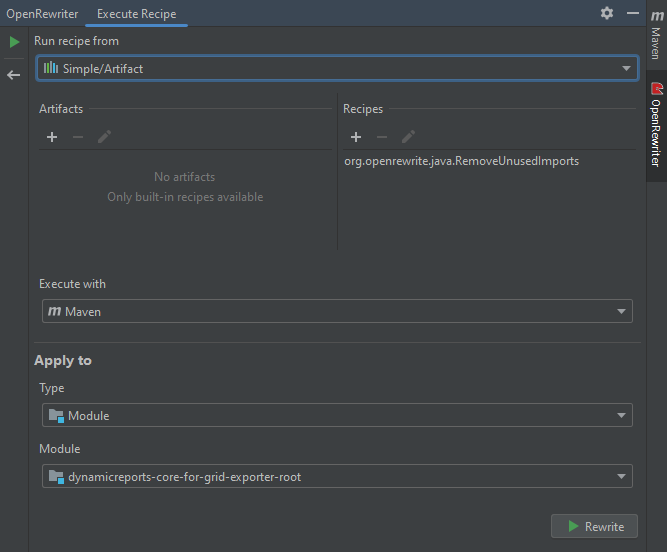 OpenRewriter Execute Recipe
Run recipe from
Simple/Artifact
Artifacts
No artifacts
Only built-in recipes available
Recipes
org.openrewrite.java.RemoveUnusedImports
Execute with
Maven
Apply to
Type
Module
Module
dynamicreports-core-for-grid-exporter-root
Rewrite
Maven
OpenRewriter